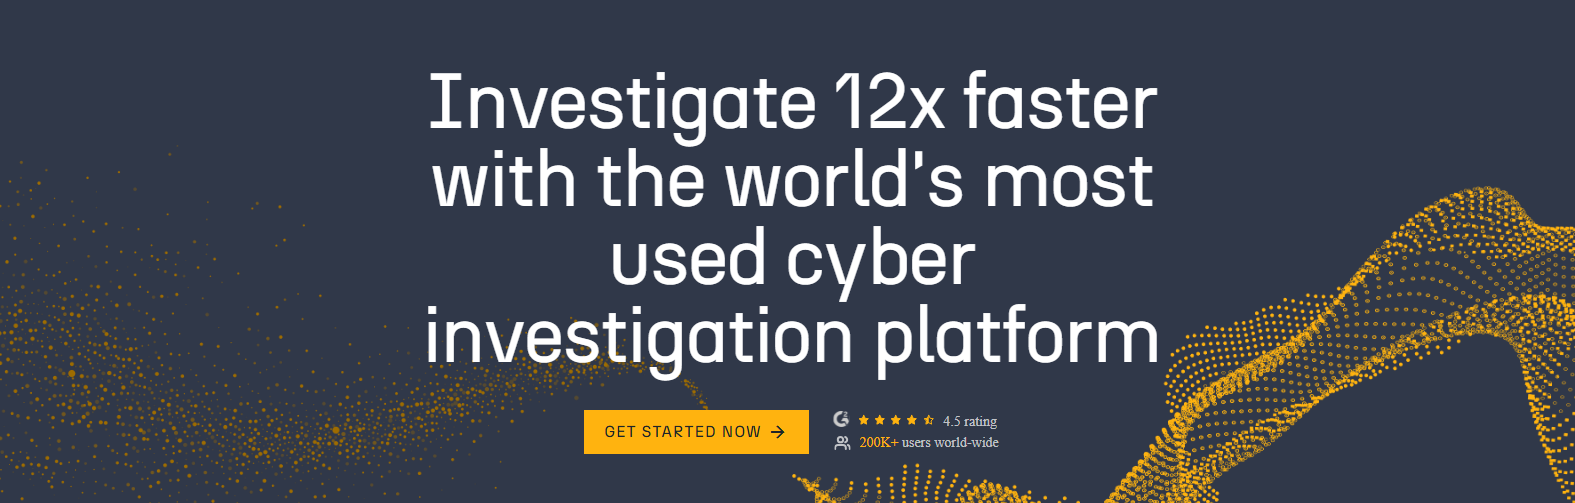 Investigate 12x faster
with the world's most
used cyber
investigation platform
GET STARTED NOW →
4.5 rating
200K+ users world-wide